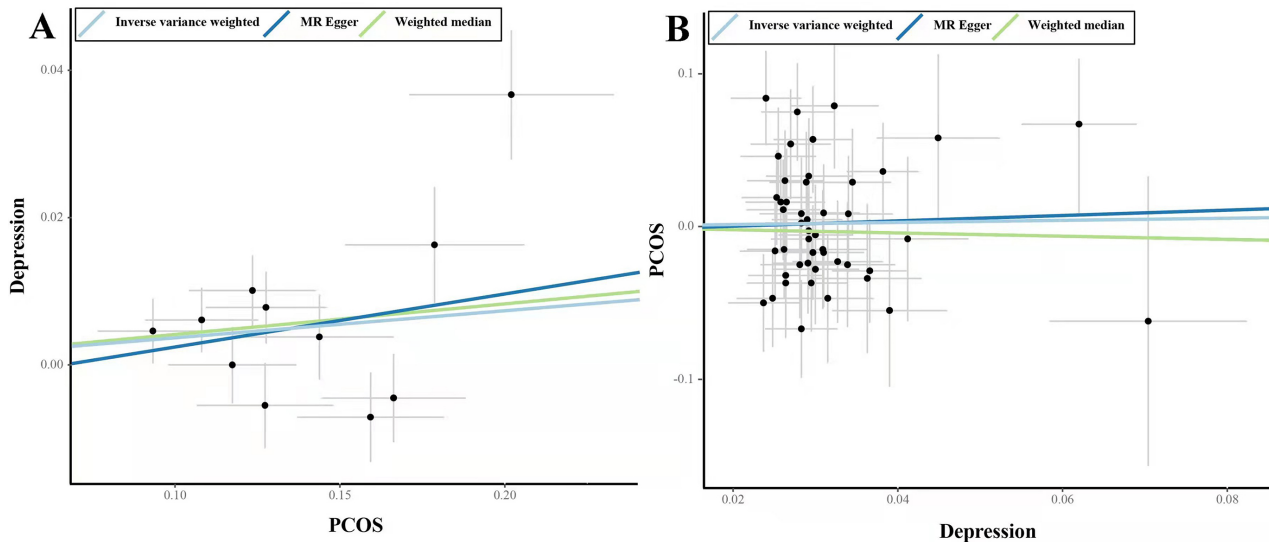 A
Inverse variance weighted
MR Egger
Weighted median
0.04
0.02
0.00
Depression
0.10
0.15
0.20
PCOS
B
Inverse variance weighted
MR Egger
Weighted median
0.1
0.0
-0.1
PCOS
0.02
0.04
0.06
0.08
Depression